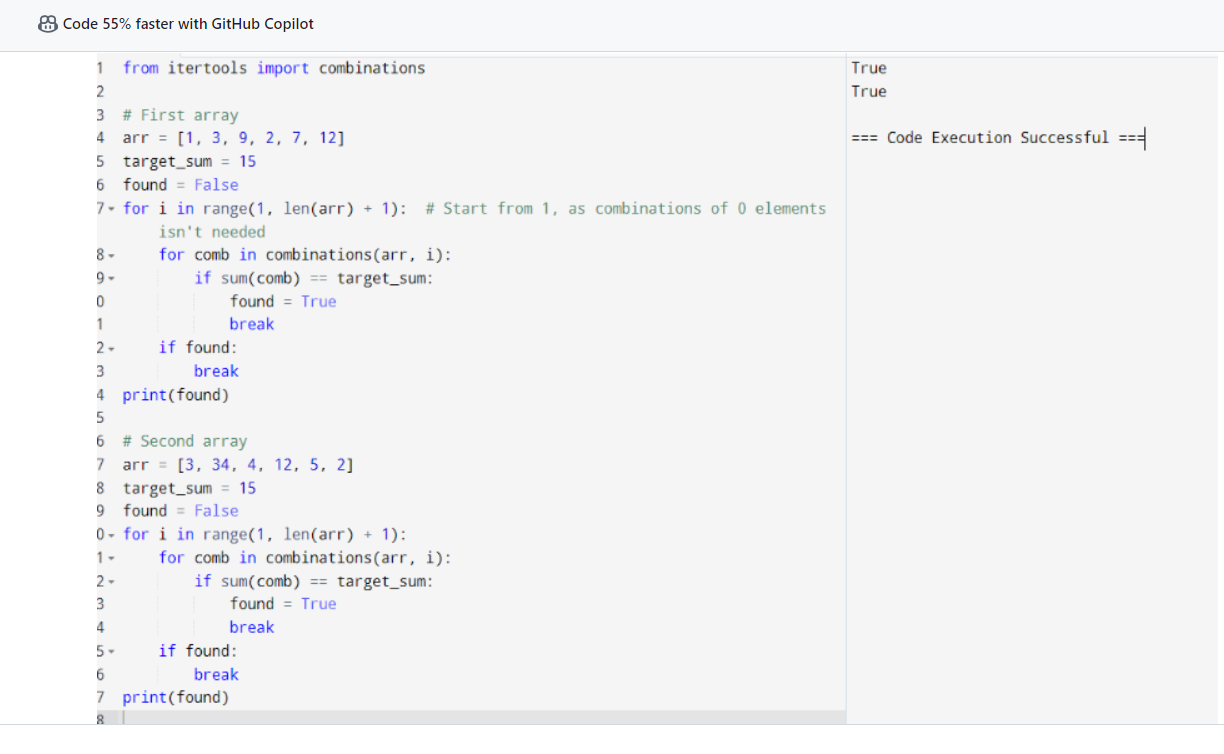 Code 55% faster with GitHub Copilot
1 from itertools import combinations
2
3 # First array
4 arr = [1, 3, 9, 2, 7, 12]
5 target_sum = 15
6 found = False
7 for i in range(1, len(arr) + 1):  # Start from 1, as combinations of 0 elements
isn't needed
8     for comb in combinations(arr, i):
9         if sum(comb) == target_sum:
0             found = True
1             break
2     if found:
3         break
4 print(found)
5
6 # Second array
7 arr = [3, 34, 4, 12, 5, 2]
8 target_sum = 15
9 found = False
0 for i in range(1, len(arr) + 1):
1     for comb in combinations(arr, i):
2         if sum(comb) == target_sum:
3             found = True
4             break
5     if found:
6         break
7 print(found)
8
True
True
=== Code Execution Successful ===